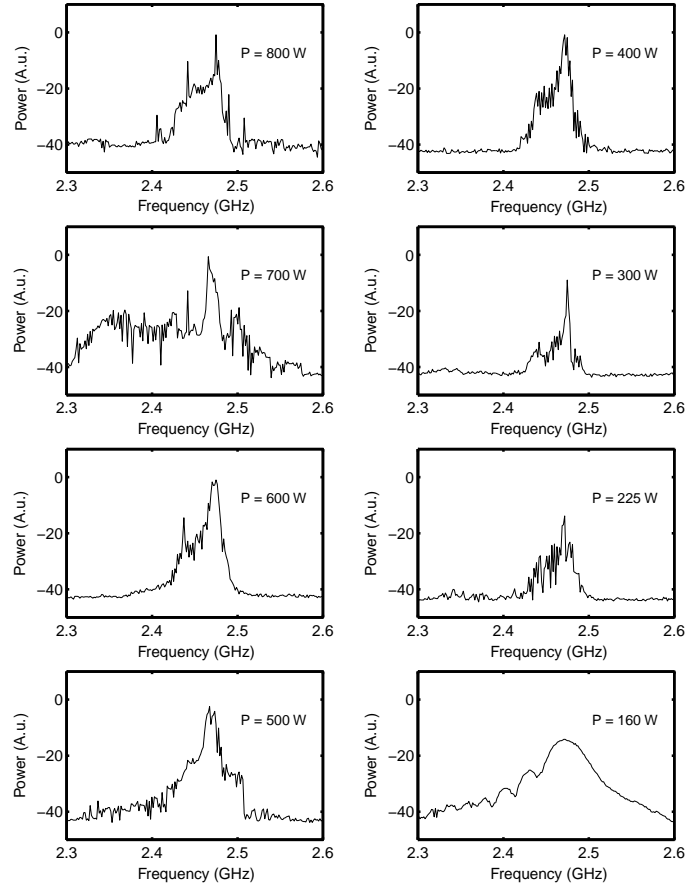 0
−20
−40
2.3 2.4 2.5 2.6
Frequency (GHz)
Power (A.u.)
P = 800 W
0
−20
−40
2.3 2.4 2.5 2.6
Frequency (GHz)
Power (A.u.)
P = 400 W
0
−20
−40
2.3 2.4 2.5 2.6
Frequency (GHz)
Power (A.u.)
P = 700 W
0
−20
−40
2.3 2.4 2.5 2.6
Frequency (GHz)
Power (A.u.)
P = 300 W
0
−20
−40
2.3 2.4 2.5 2.6
Frequency (GHz)
Power (A.u.)
P = 600 W
0
−20
−40
2.3 2.4 2.5 2.6
Frequency (GHz)
Power (A.u.)
P = 225 W
0
−20
−40
2.3 2.4 2.5 2.6
Frequency (GHz)
Power (A.u.)
P = 500 W
0
−20
−40
2.3 2.4 2.5 2.6
Frequency (GHz)
Power (A.u.)
P = 160 W